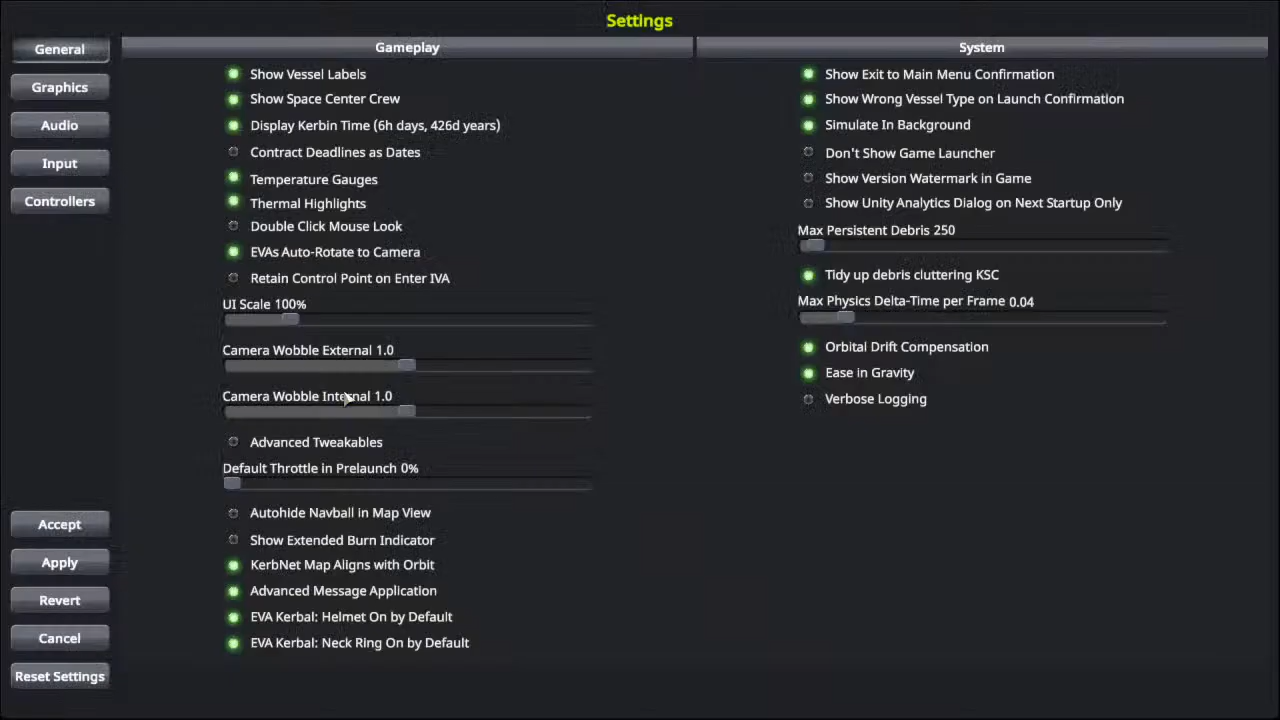 Settings
General
Graphics
Audio
Input
Controllers
Accept
Apply
Revert
Cancel
Reset Settings
Gameplay
Show Vessel Labels
Show Space Center Crew
Display Kerbin Time (6h days, 426d years)
Contract Deadlines as Dates
Temperature Gauges
Thermal Highlights
Double Click Mouse Look
EVAs Auto-Rotate to Camera
Retain Control Point on Enter IVA
UI Scale 100%
Camera Wobble External 1.0
Camera Wobble Internal 1.0
Advanced Tweakables
Default Throttle in Prelaunch 0%
Autohide Navball in Map View
Show Extended Burn Indicator
KerbNet Map Aligns with Orbit
Advanced Message Application
EVA Kerbal: Helmet On by Default
EVA Kerbal: Neck Ring On by Default
System
Show Exit to Main Menu Confirmation
Show Wrong Vessel Type on Launch Confirmation
Simulate In Background
Don't Show Game Launcher
Show Version Watermark in Game
Show Unity Analytics Dialog on Next Startup Only
Max Persistent Debris 250
Tidy up debris cluttering KSC
Max Physics Delta-Time per Frame 0.04
Orbital Drift Compensation
Ease in Gravity
Verbose Logging